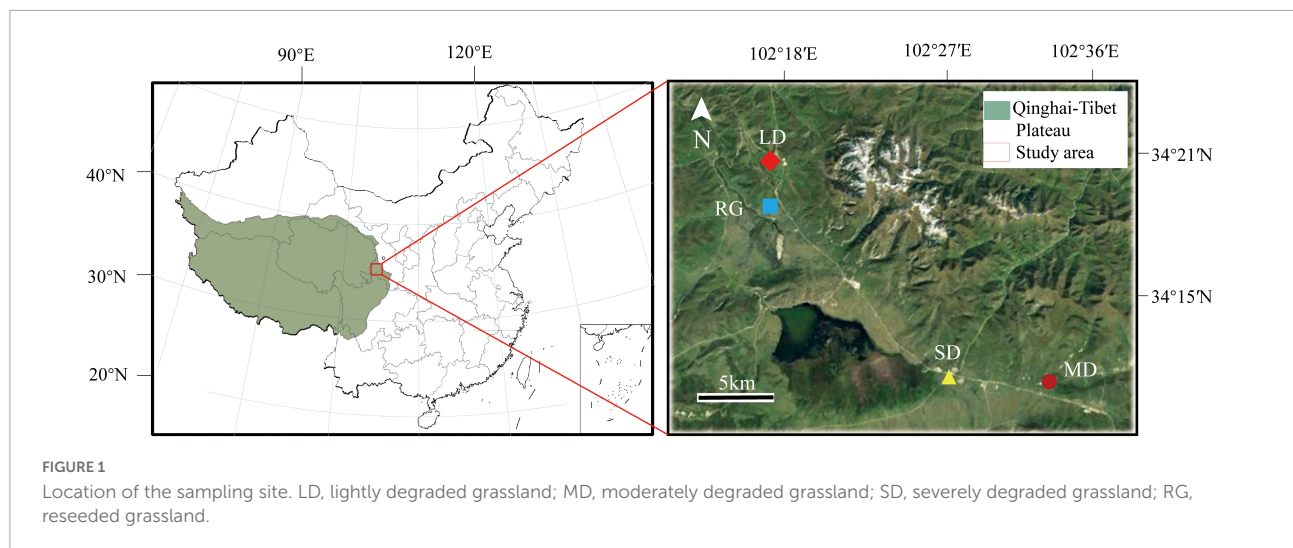 90°E
120°E
40°N
30°N
20°N
102°18′E
102°27′E
102°36′E
N
LD
RG
SD
MD
5km
Qinghai-Tibet
Plateau
Study area
34°21′N
34°15′N
FIGURE 1
Location of the sampling site. LD, lightly degraded grassland; MD, moderately degraded grassland; SD, severely degraded grassland; RG,
reseeded grassland.